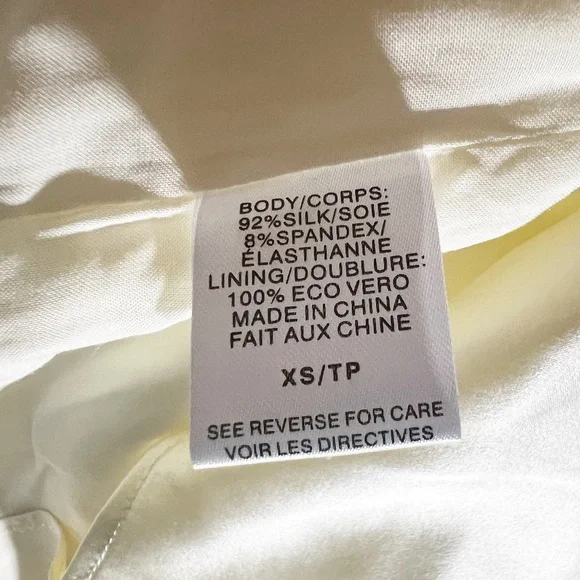 BODY/CORPS:
92%SILK/SOIE
8%SPANDEX/
ÉLASTHANNE
LINING/DOUBLURE:
100% ECO VERO
MADE IN CHINA
FAIT AUX CHINE
XS/TP
SEE REVERSE FOR CARE
VOIR LES DIRECTIVES